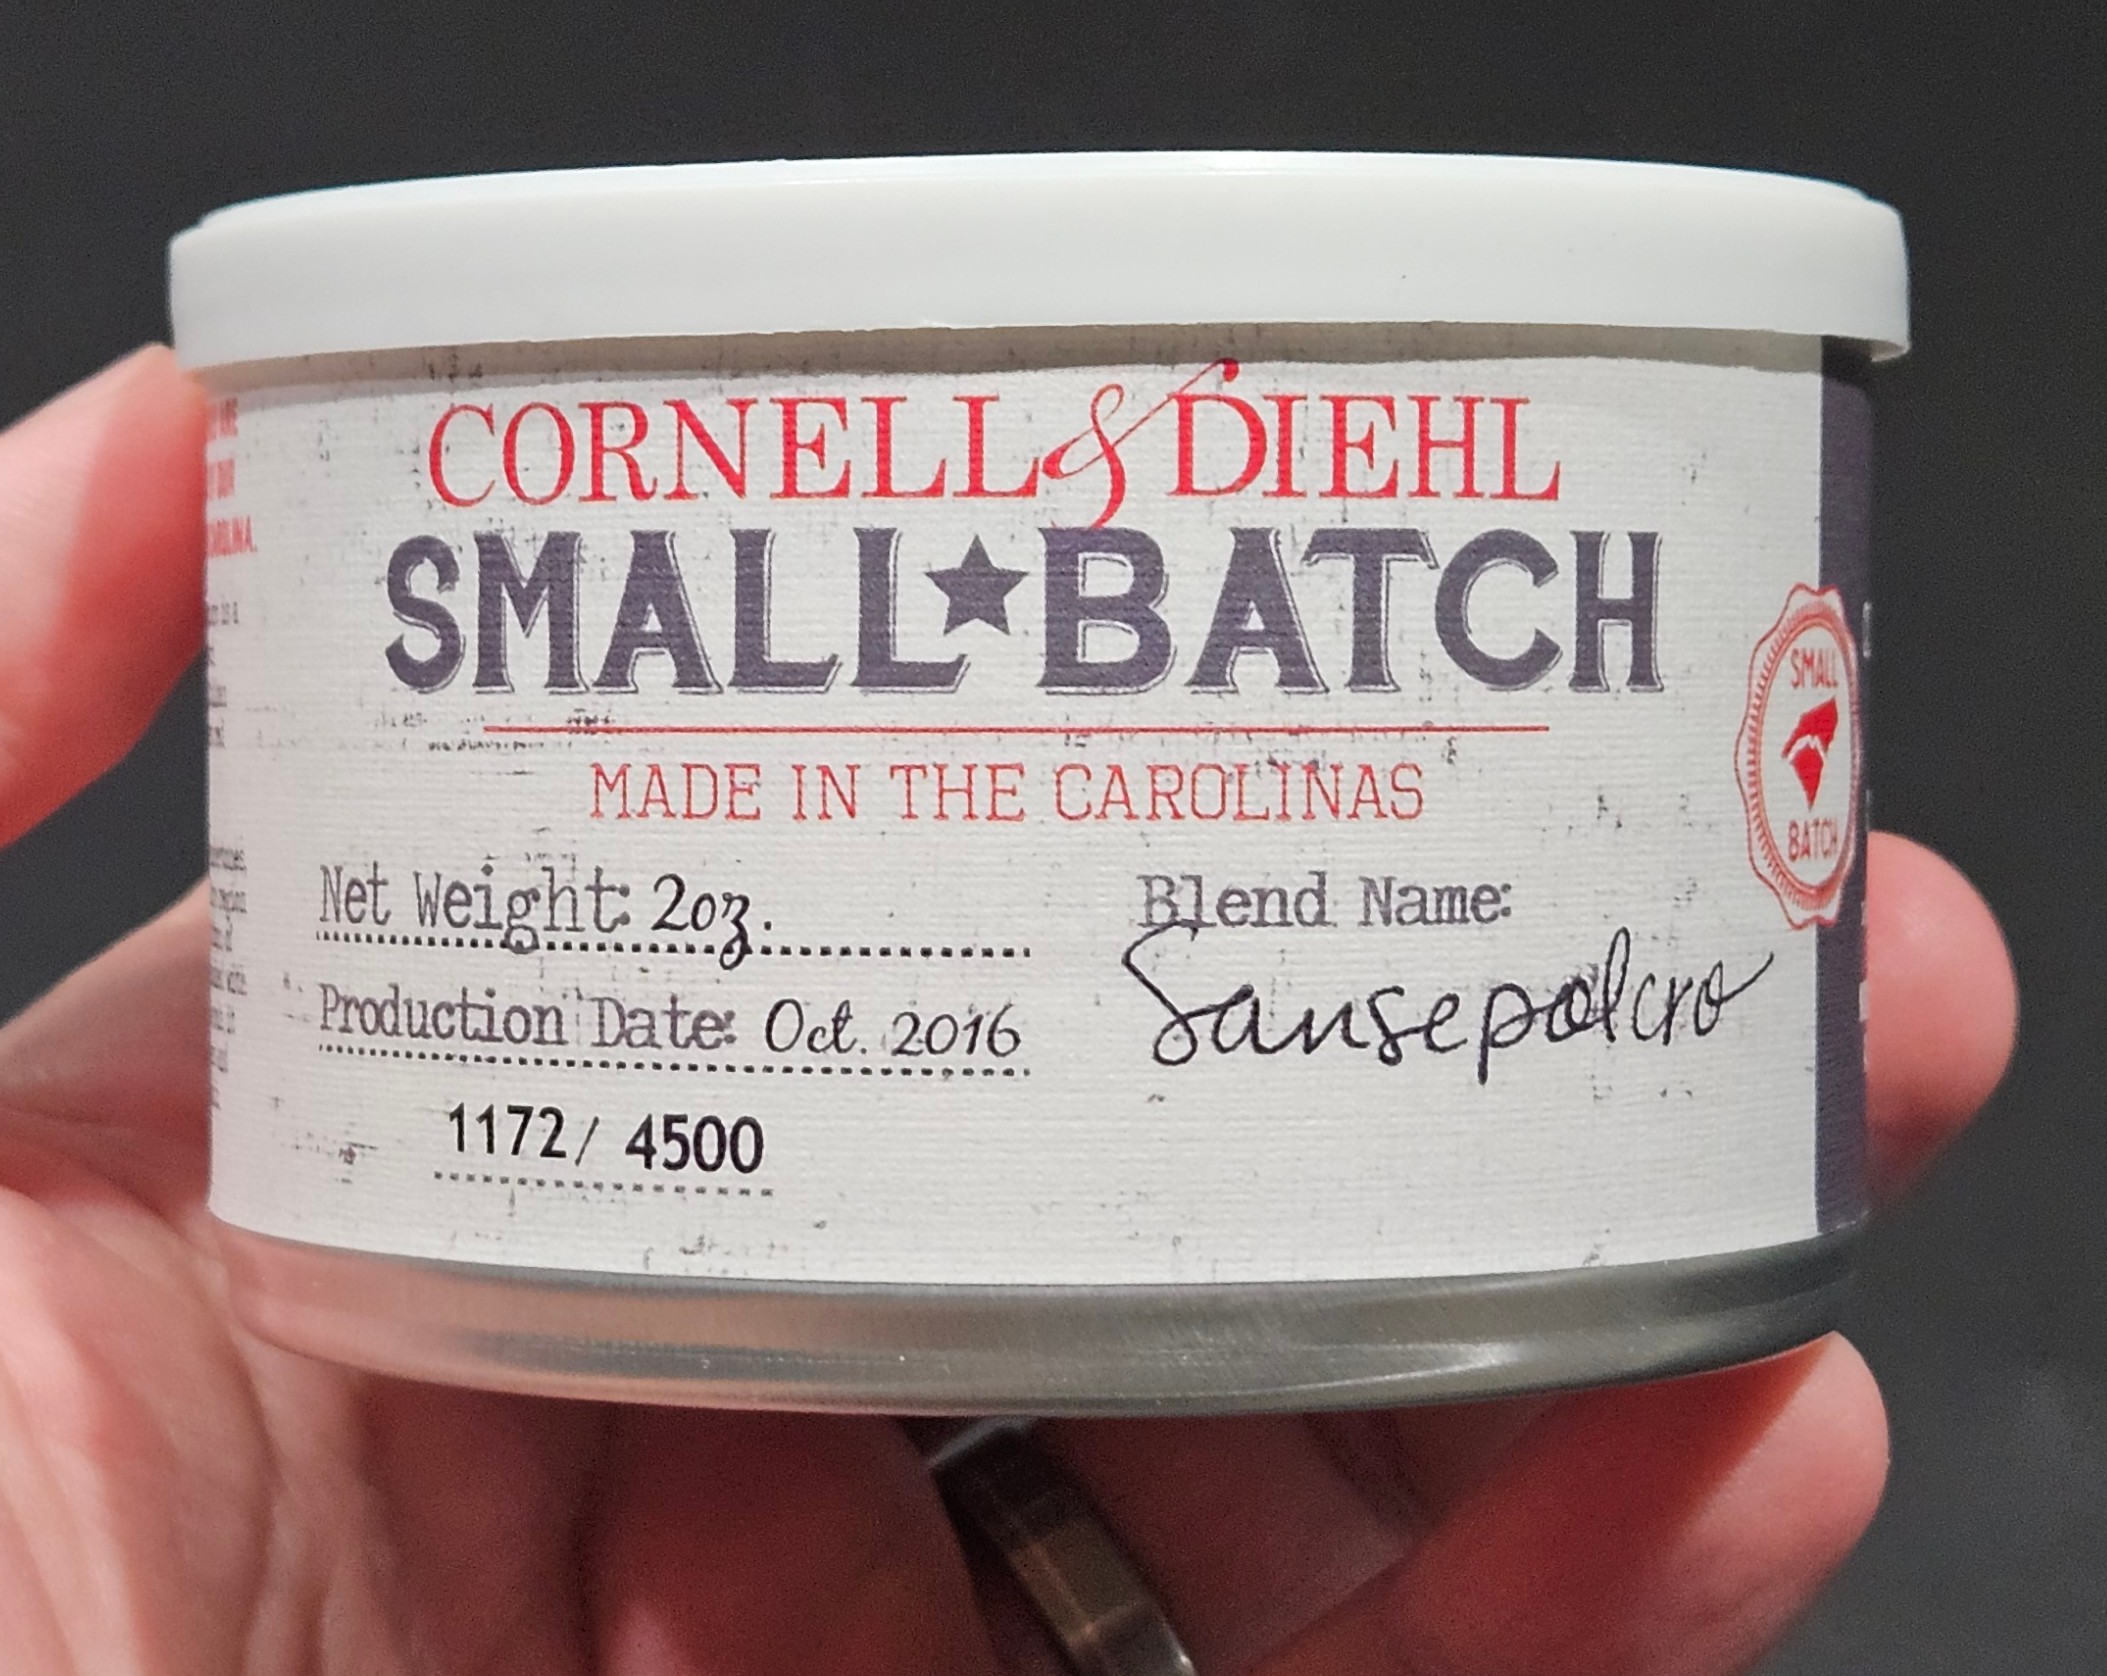 CORNELL & DIEHL
SMALL★BATCH
MADE IN THE CAROLINAS
Net Weight: 2oz.
Production Date: Oct. 2016
1172/ 4500
Blend Name:
Sansepolcro
SMALL
BATCH